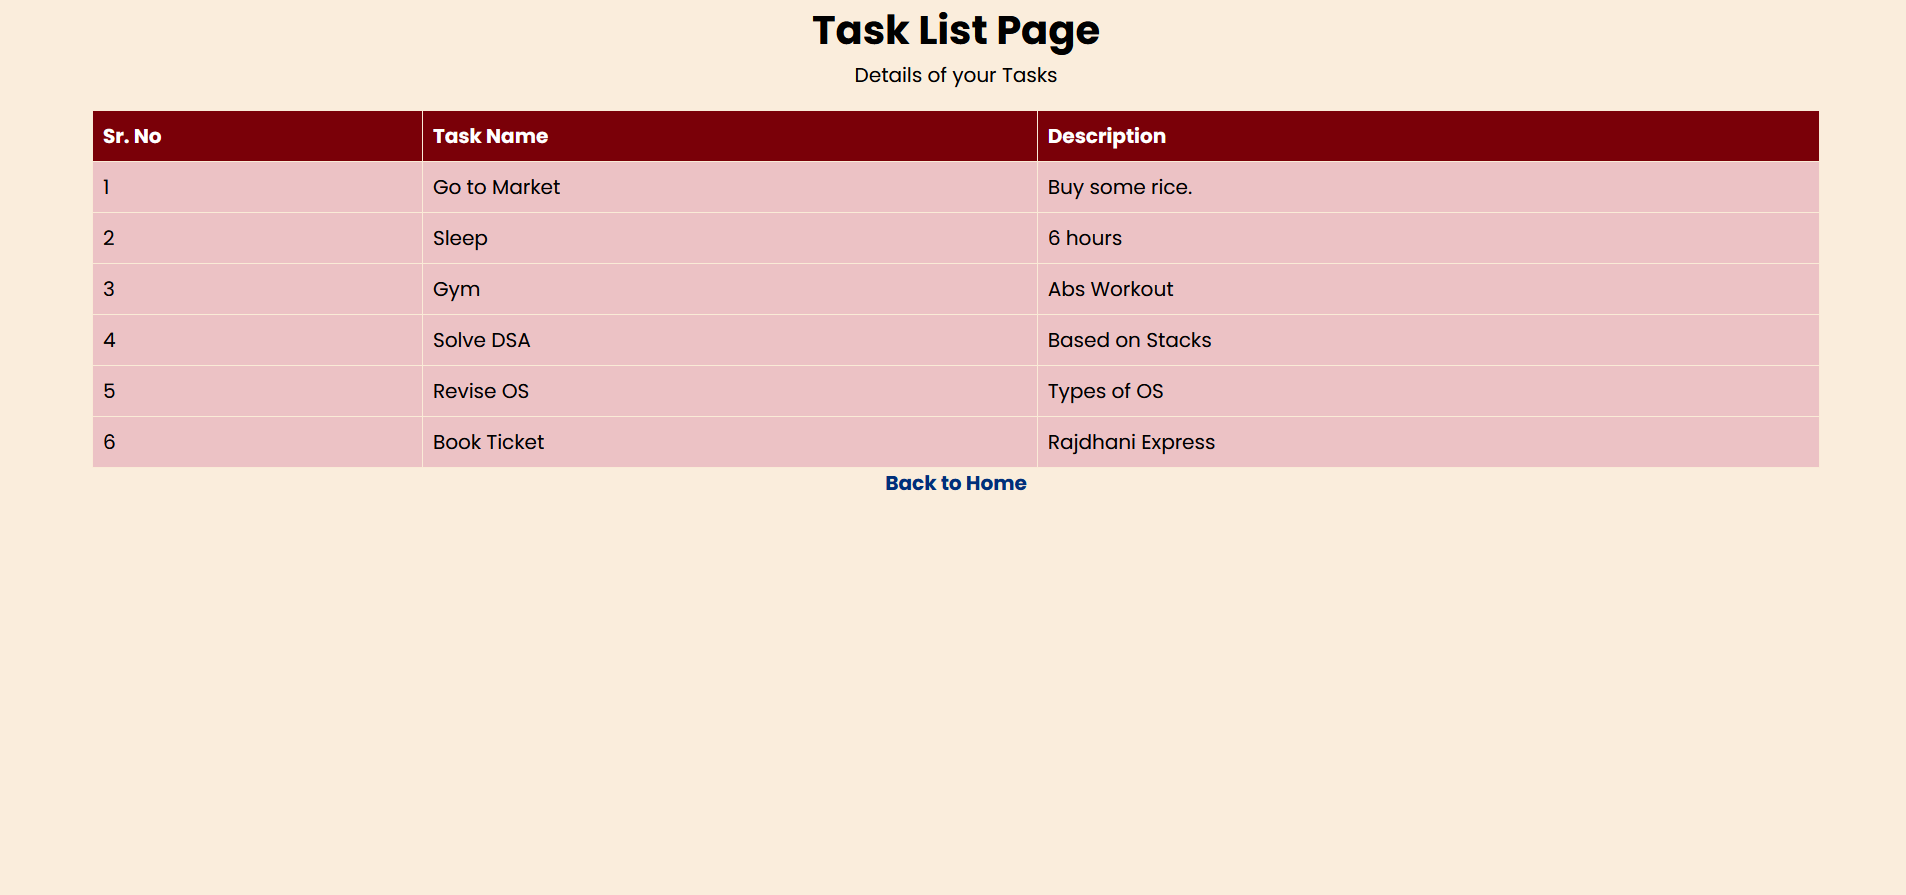 Task List Page
Details of your Tasks
Sr. No Task Name Description
1 Go to Market Buy some rice.
2 Sleep 6 hours
3 Gym Abs Workout
4 Solve DSA Based on Stacks
5 Revise OS Types of OS
6 Book Ticket Rajdhani Express
Back to Home